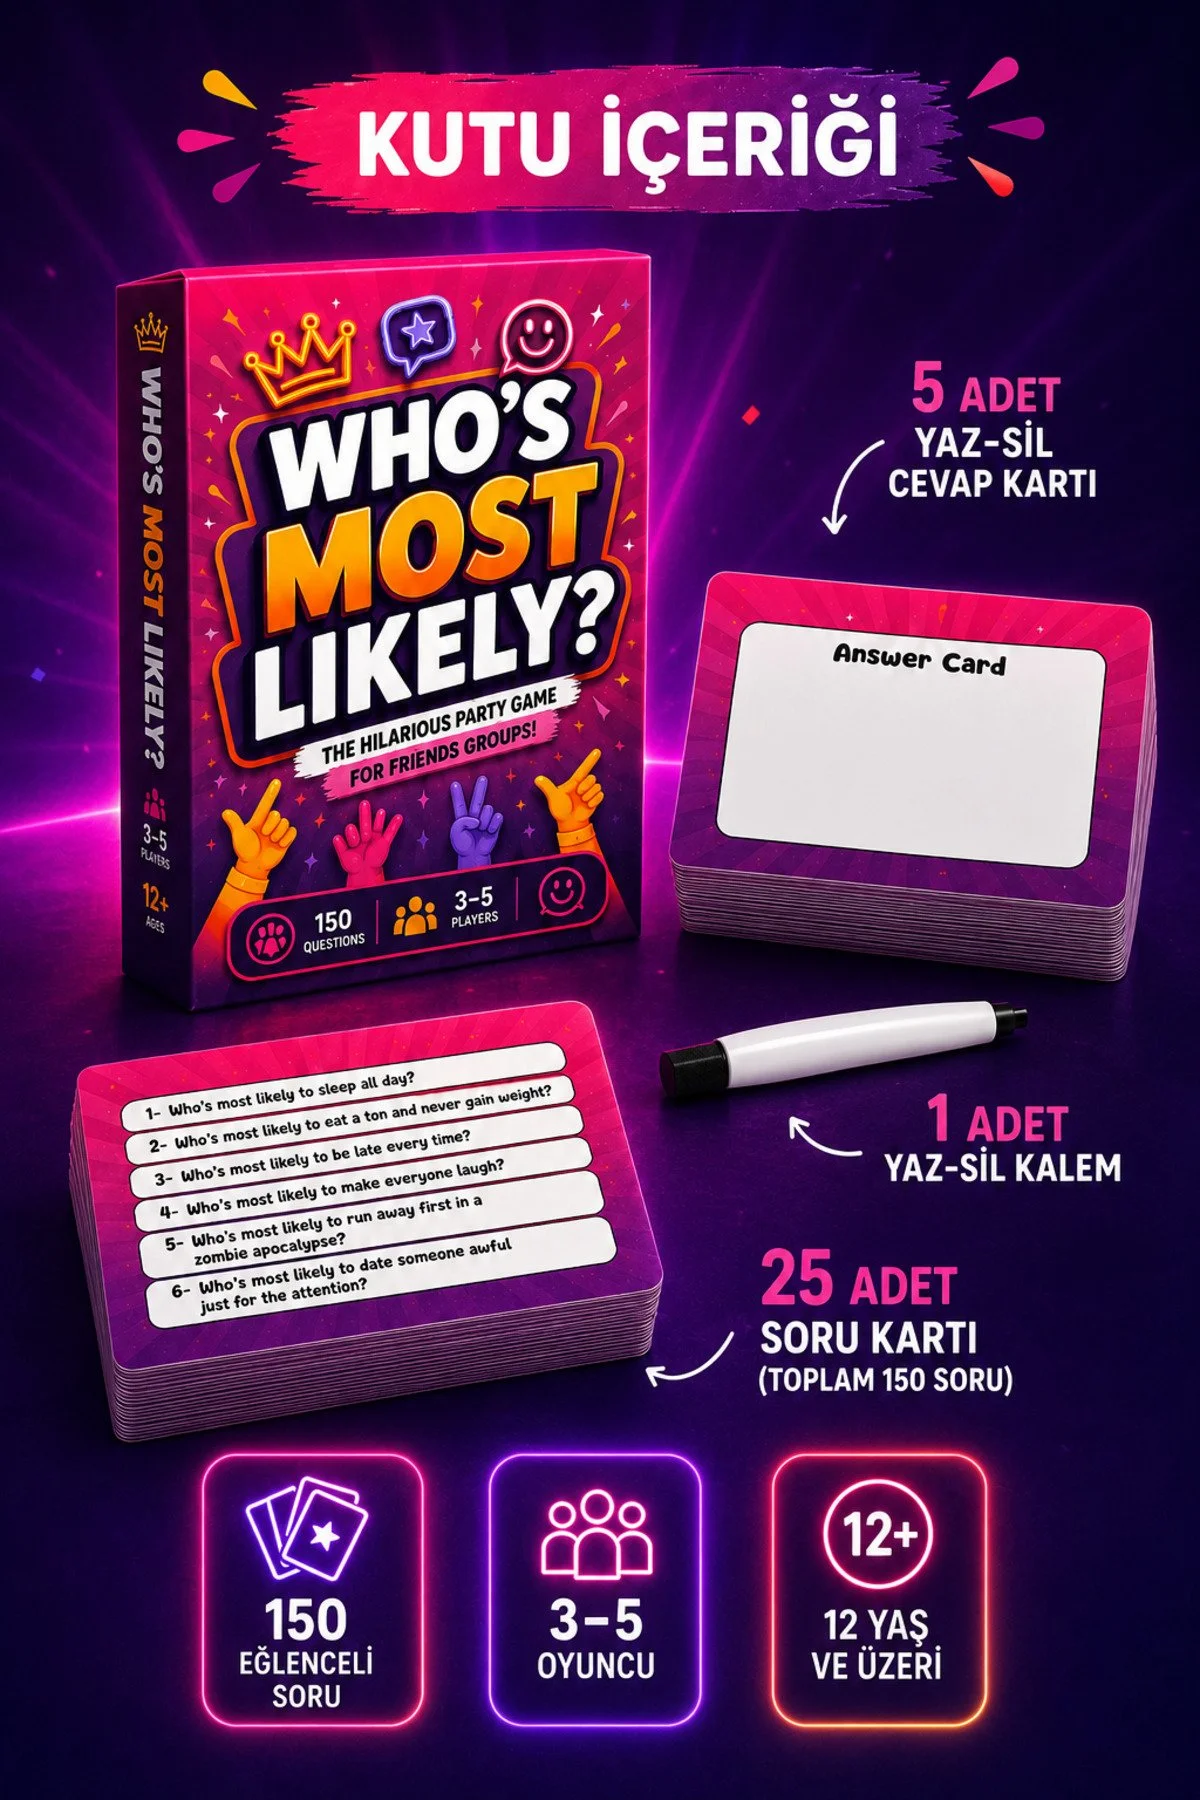 KUTU İÇERİĞİ
WHO'S
MOST
LIKELY?
THE HILARIOUS PARTY GAME
FOR FRIENDS GROUPS!
150
QUESTIONS
3-5
PLAYERS
WHO'S MOST LIKELY?
3-5
PLAYERS
12+
AGES
5 ADET
YAZ-SİL
CEVAP KARTI
Answer Card
1 ADET
YAZ-SİL KALEM
1- Who's most likely to sleep all day?
2- Who's most likely to eat a ton and never gain weight?
3- Who's most likely to be late every time?
4- Who's most likely to make everyone laugh?
5- Who's most likely to run away first in a
zombie apocalypse?
6- Who's most likely to date someone awful
just for the attention?
25 ADET
SORU KARTI
(TOPLAM 150 SORU)
150
EĞLENCELİ
SORU
3-5
OYUNCU
12+
12 YAŞ
VE ÜZERİ